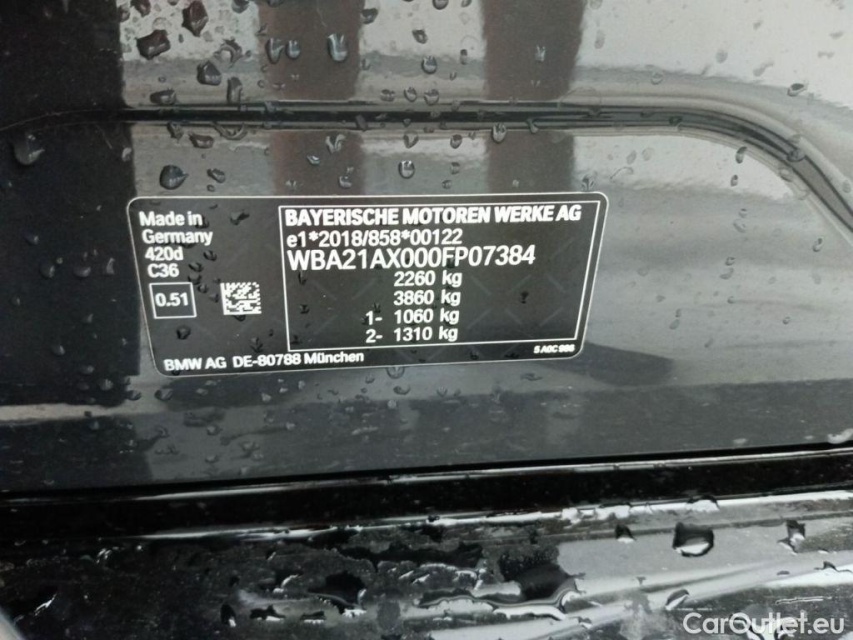 Made in
Germany
420d
C36
0.51
BAYERISCHE MOTOREN WERKE AG
e1*2018/858*00122
WBA21AX000FP07384
2260 kg
3860 kg
1- 1060 kg
2- 1310 kg
BMW AG DE-80788 München
CarOutlet.eu